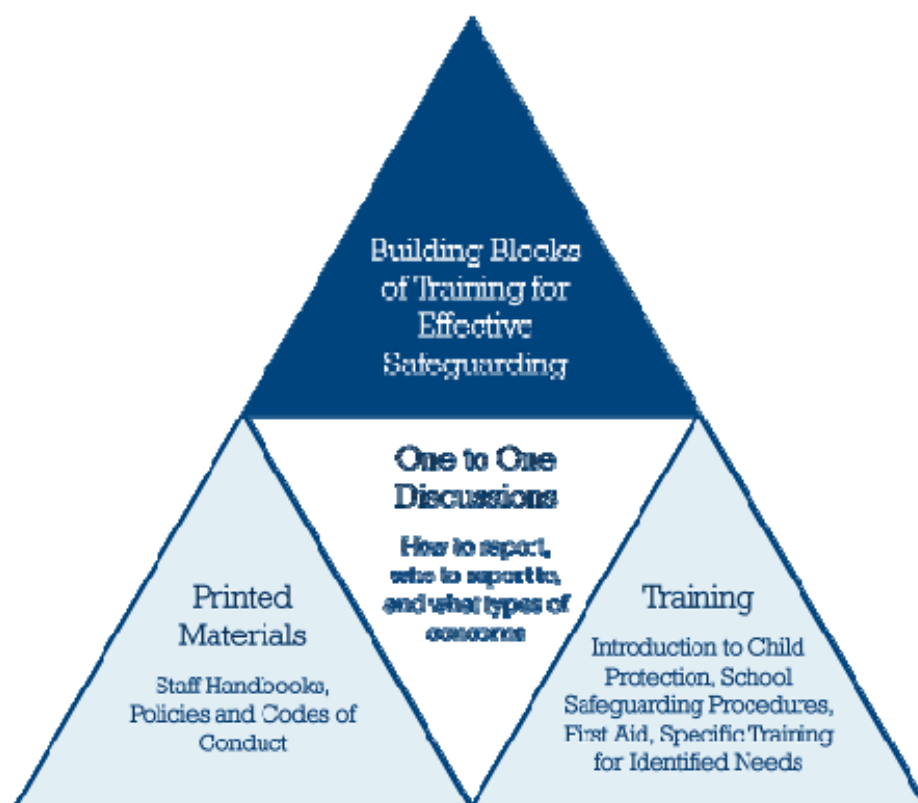 Building Blocks
of Training for
Effective
Safeguarding
One to One
Discussions
How to report,
who to report to,
and what types of
concerns
Printed
Materials
Staff Handbooks,
Policies and Codes of
Conduct
Training
Introduction to Child
Protection, School
Safeguarding Procedures,
First Aid, Specific Training
for Identified Needs